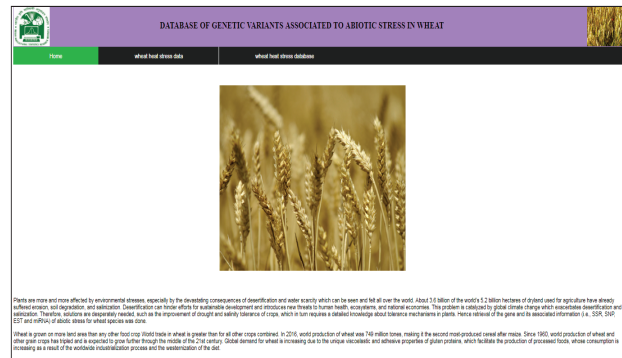 DATABASE OF GENETIC VARIANTS ASSOCIATED TO ABIOTIC STRESS IN WHEAT
Home wheat heat stress data wheat heat stress database
Plants are more and more affected by environmental stresses, especially by the devastating consequences of desertification and water scarcity which can be seen and felt all over the world. About 3.6 billion of the world's 5.2 billion hectares of dryland used for agriculture have already
suffered erosion, soil degradation, and salinization. Desertification can hinder efforts for sustainable development and introduces new threats to human health, ecosystems, and national economies. This problem is catalyzed by global climate change which exacerbates desertification and
salinization. Therefore, solutions are desperately needed, such as the improvement of drought and salinity tolerance of crops, which in turn requires a detailed knowledge about tolerance mechanisms in plants. Hence retrieval of the gene and its associated information (i.e., SSR, SNP,
EST and miRNA) of abiotic stress for wheat species was done.
Wheat is grown on more land area than any other food crop World trade in wheat is greater than for all other crops combined. In 2016, world production of wheat was 749 million tones, making it the second most-produced cereal after maize. Since 1960, world production of wheat and
other grain crops has tripled and is expected to grow further through the middle of the 21st century. Global demand for wheat is increasing due to the unique viscoelastic and adhesive properties of gluten proteins, which facilitate the production of processed foods, whose consumption is
increasing as a result of the worldwide industrialization process and the westernization of the diet.